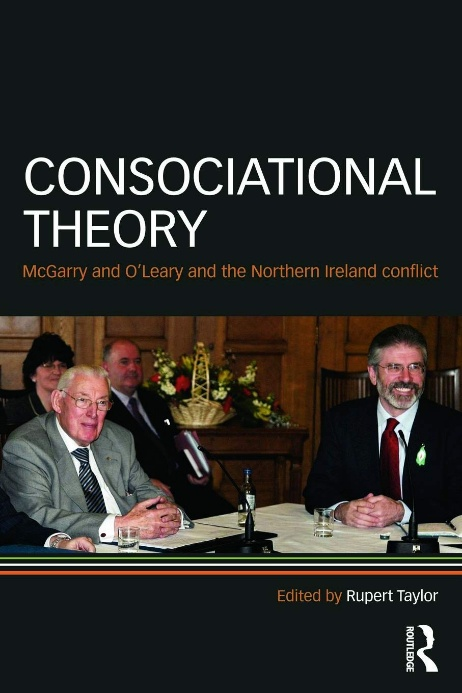 CONSOCIATIONAL
THEORY
McGarry and O'Leary and the Northern Ireland conflict
Edited by Rupert Taylor
ROUTLEDGE